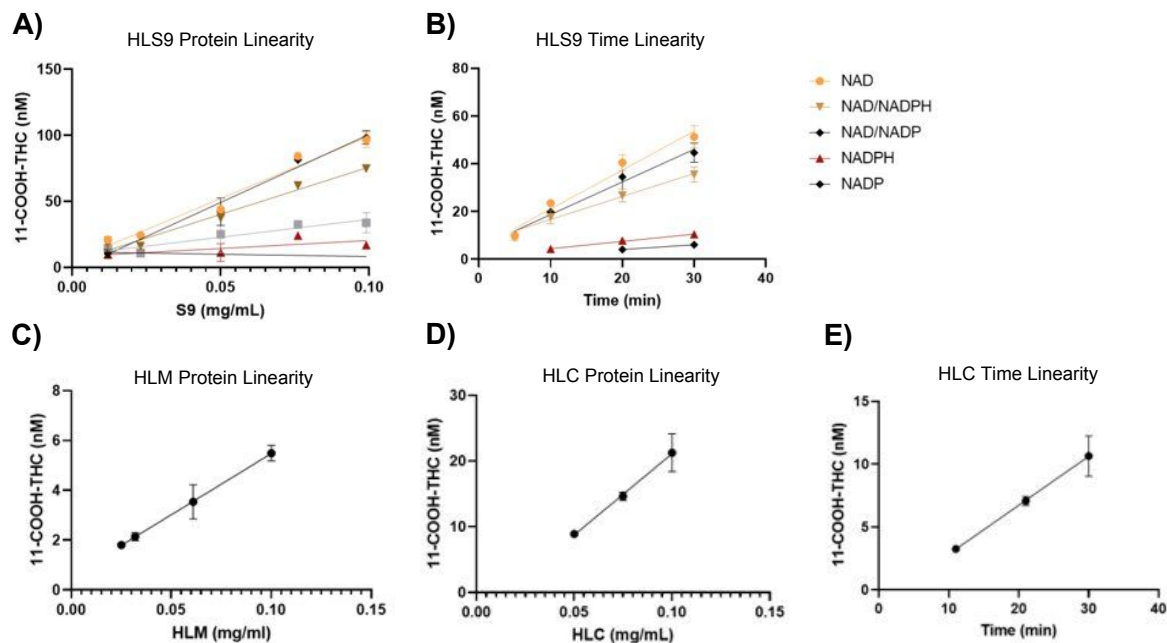 A)
HLS9 Protein Linearity
11-COOH-THC (nM)
150
100
50
0
0.00
0.05
0.10
S9 (mg/mL)
B)
HLS9 Time Linearity
11-COOH-THC (nM)
80
60
40
20
0
0
10
20
30
40
Time (min)
NAD
NAD/NADPH
NAD/NADP
NADPH
NADP
C)
HLM Protein Linearity
11-COOH-THC (nM)
8
6
4
2
0
0.00
0.05
0.10
0.15
HLM (mg/ml)
D)
HLC Protein Linearity
11-COOH-THC (nM)
30
20
10
0
0.00
0.05
0.10
0.15
HLC (mg/mL)
E)
HLC Time Linearity
11-COOH-THC (nM)
15
10
5
0
0
10
20
30
40
Time (min)